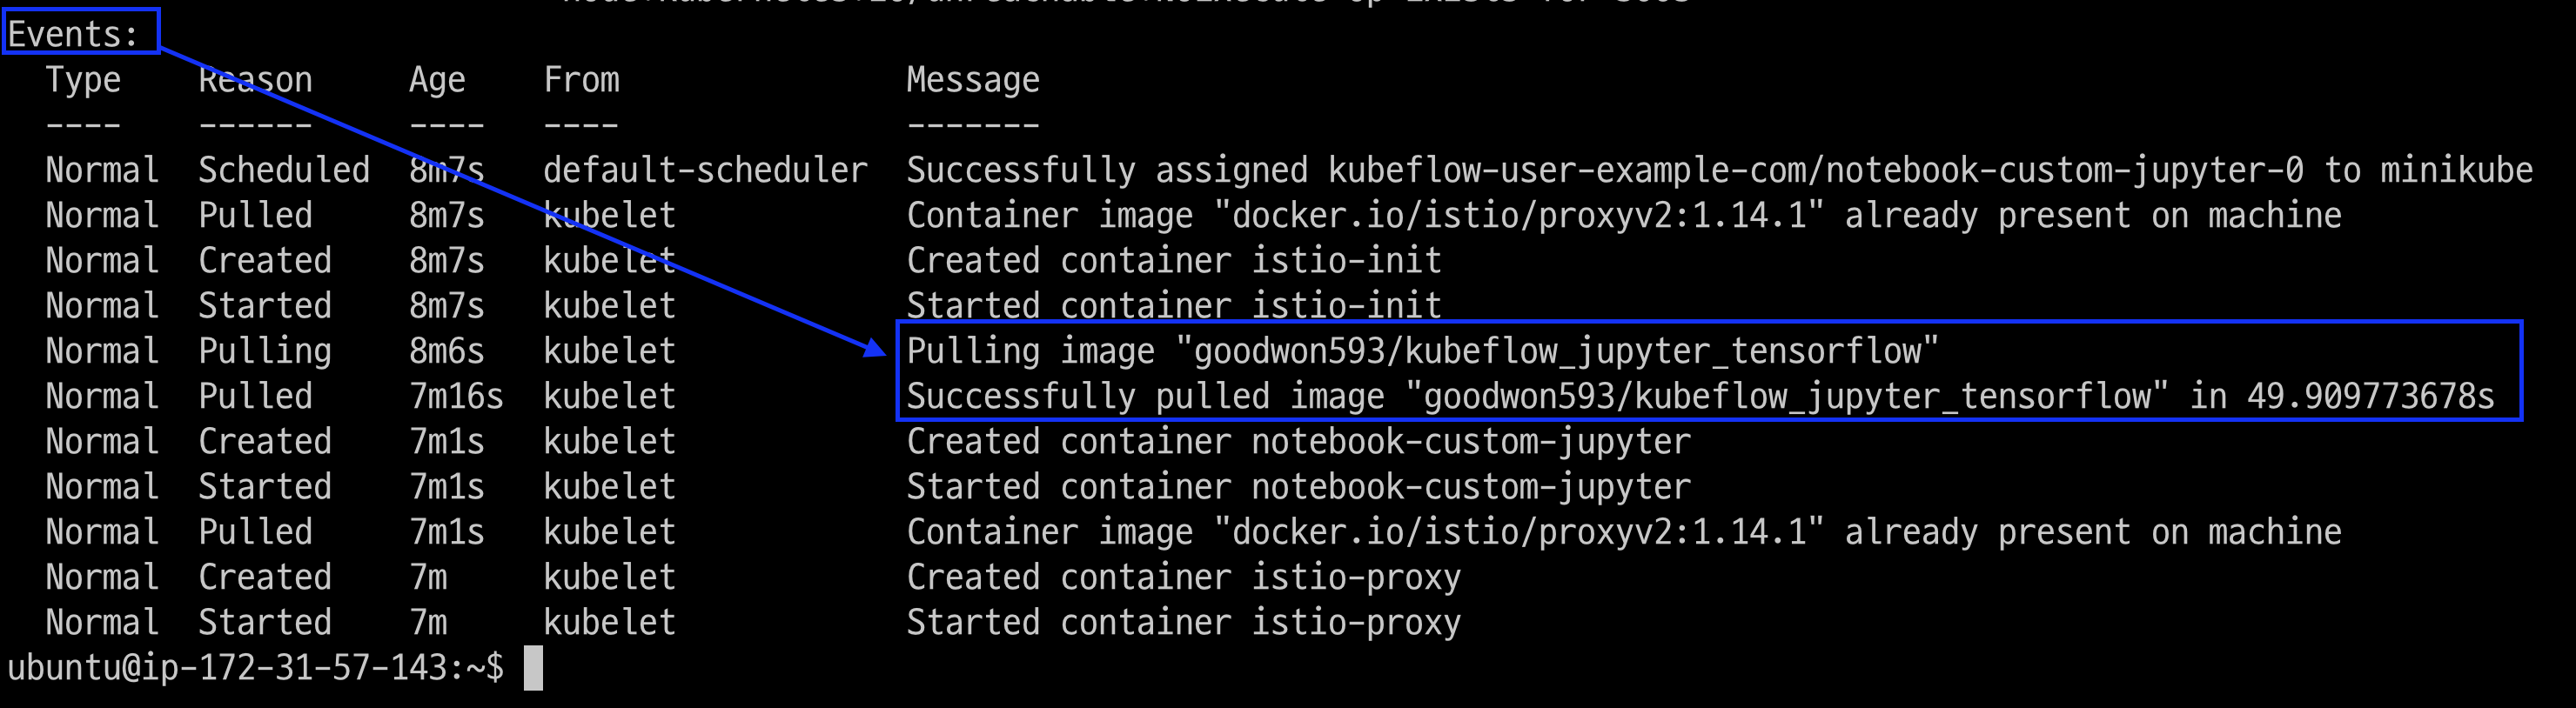 Events:
Type Reason Age From Message
---- ------ ---- ---- -------
Normal Scheduled 8m7s default-scheduler Successfully assigned kubeflow-user-example-com/notebook-custom-jupyter-0 to minikube
Normal Pulled 8m7s kubelet Container image "docker.io/istio/proxyv2:1.14.1" already present on machine
Normal Created 8m7s kubelet Created container istio-init
Normal Started 8m7s kubelet Started container istio-init
Normal Pulling 8m6s kubelet Pulling image "goodwon593/kubeflow_jupyter_tensorflow"
Normal Pulled 7m16s kubelet Successfully pulled image "goodwon593/kubeflow_jupyter_tensorflow" in 49.909773678s
Normal Created 7m1s kubelet Created container notebook-custom-jupyter
Normal Started 7m1s kubelet Started container notebook-custom-jupyter
Normal Pulled 7m1s kubelet Container image "docker.io/istio/proxyv2:1.14.1" already present on machine
Normal Created 7m kubelet Created container istio-proxy
Normal Started 7m kubelet Started container istio-proxy
ubuntu@ip-172-31-57-143:~$